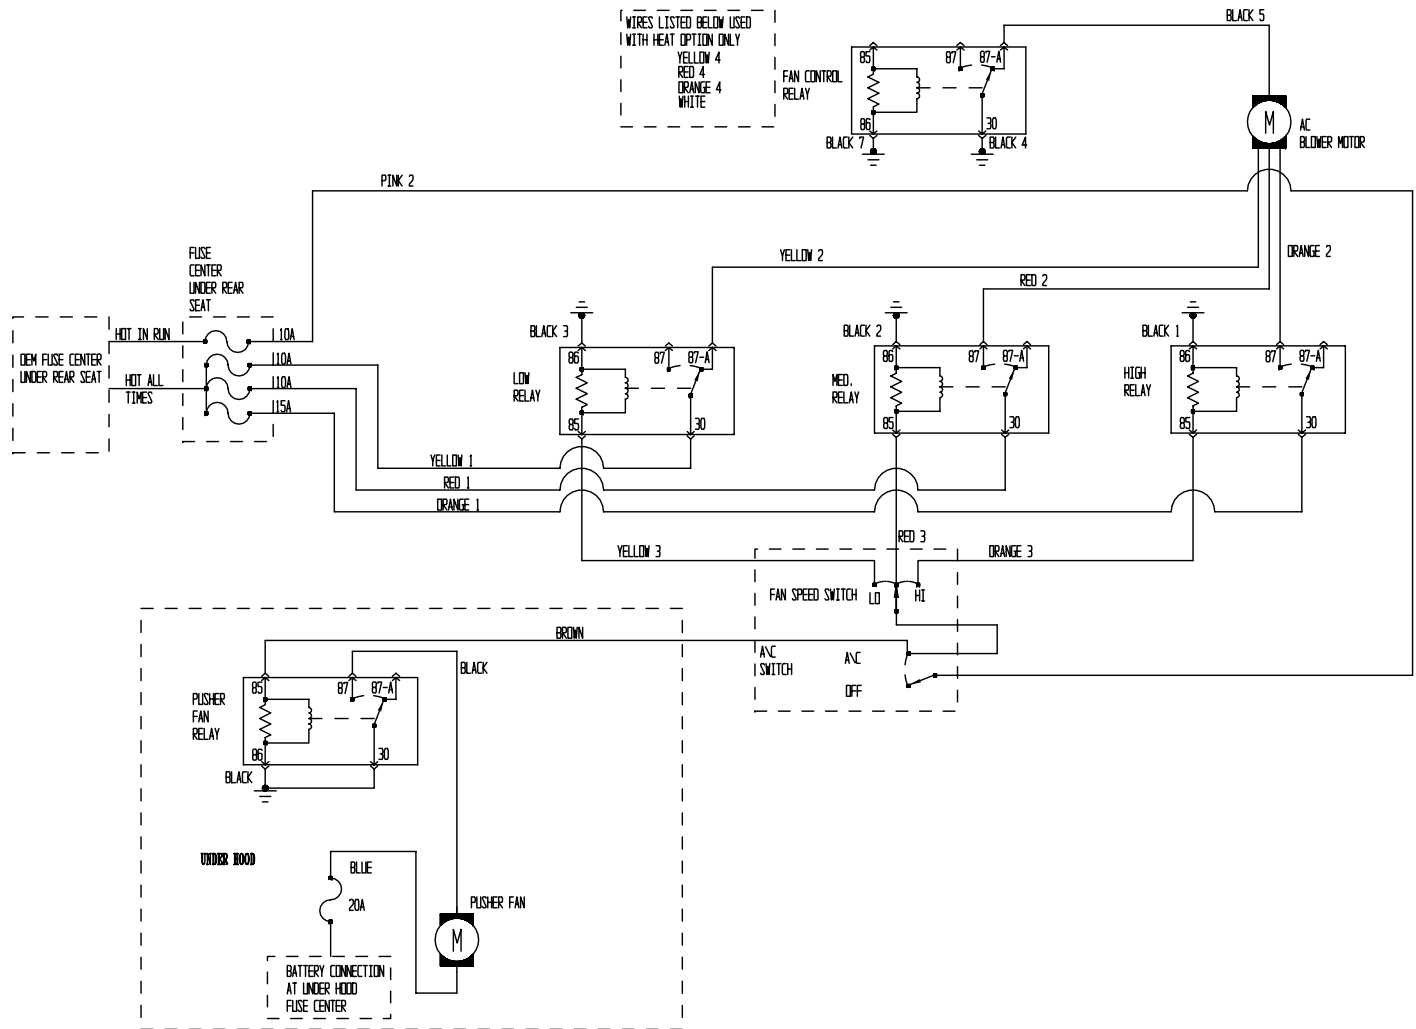 WIRES LISTED BELOW USED
WITH HEAT OPTION ONLY
YELLOW 4
RED 4
ORANGE 4
WHITE
BLACK 5
85
87
87-A
FAN CONTROL
RELAY
86
30
BLACK 7
BLACK 4
M
AC
BLOWER MOTOR
PINK 2
ORANGE 2
YELLOW 2
RED 2
FUSE
CENTER
UNDER REAR
SEAT
OEM FUSE CENTER
UNDER REAR SEAT
HOT IN RUN
HOT ALL
TIMES
10A
10A
10A
15A
BLACK 3
86
87
87-A
LOW
RELAY
85
30
BLACK 2
86
87
87-A
MED.
RELAY
85
30
BLACK 1
86
87
87-A
HIGH
RELAY
85
30
YELLOW 1
RED 1
ORANGE 1
RED 3
YELLOW 3
ORANGE 3
FAN SPEED SWITCH
LO
HI
BROWN
A\C
SWITCH
A\C
OFF
BLACK
85
87
87-A
PUSHER
FAN
RELAY
86
30
BLACK
UNDER HOOD
BLUE
20A
PUSHER FAN
M
BATTERY CONNECTION
AT UNDER HOOD
FUSE CENTER